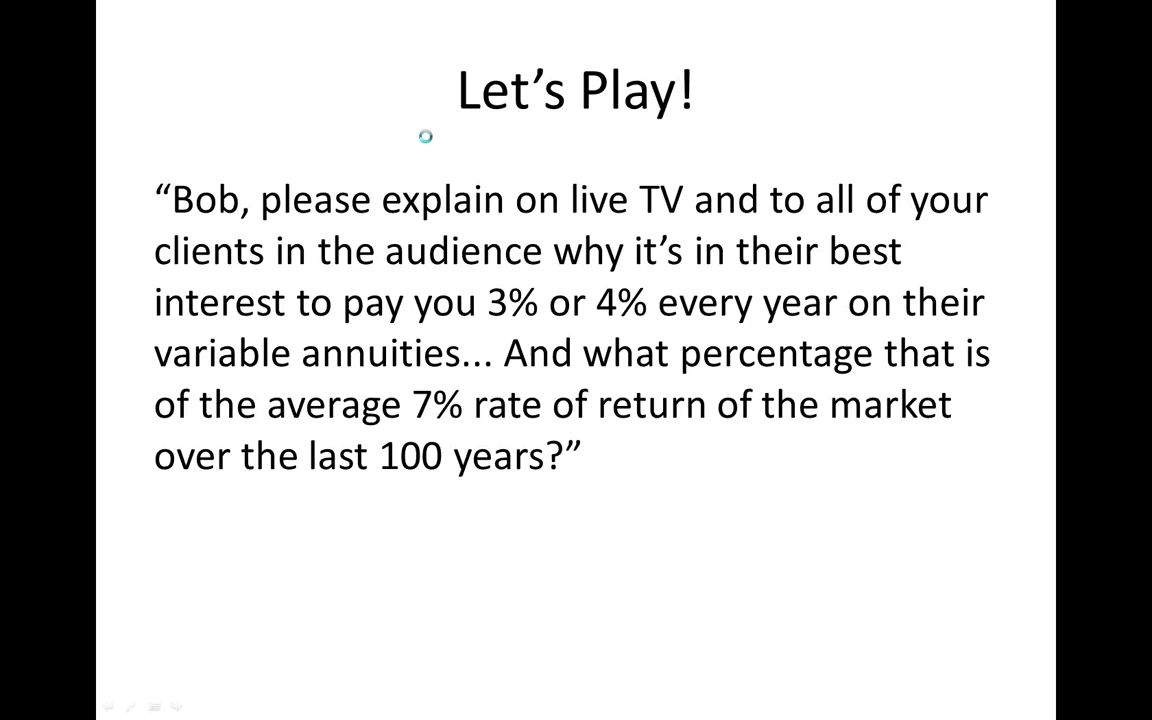 Let’s Play!
“Bob, please explain on live TV and to all of your
clients in the audience why it’s in their best
interest to pay you 3% or 4% every year on their
variable annuities... And what percentage that is
of the average 7% rate of return of the market
over the last 100 years?”